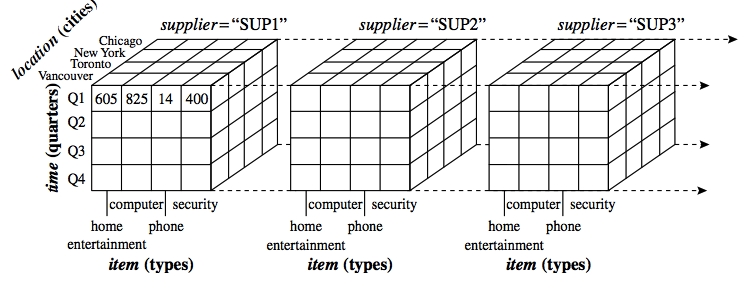 supplier=“SUP1” supplier=“SUP2” supplier=“SUP3”
location (cities)
Chicago
New York
Toronto
Vancouver
time (quarters)
Q1 605 825 14 400
Q2
Q3
Q4
computer security computer security computer security
home phone home phone home phone
entertainment entertainment entertainment
item (types) item (types) item (types)